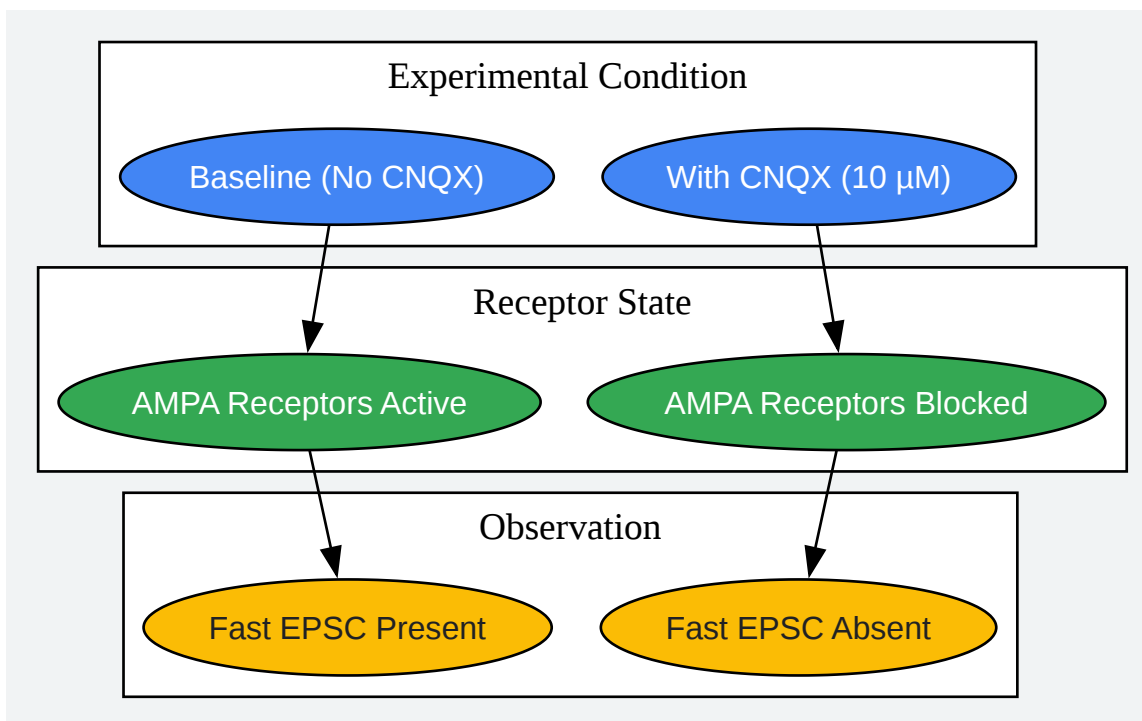 Experimental Condition
Baseline (No CNQX)
With CNQX (10 µM)
Receptor State
AMPA Receptors Active
AMPA Receptors Blocked
Observation
Fast EPSC Present
Fast EPSC Absent